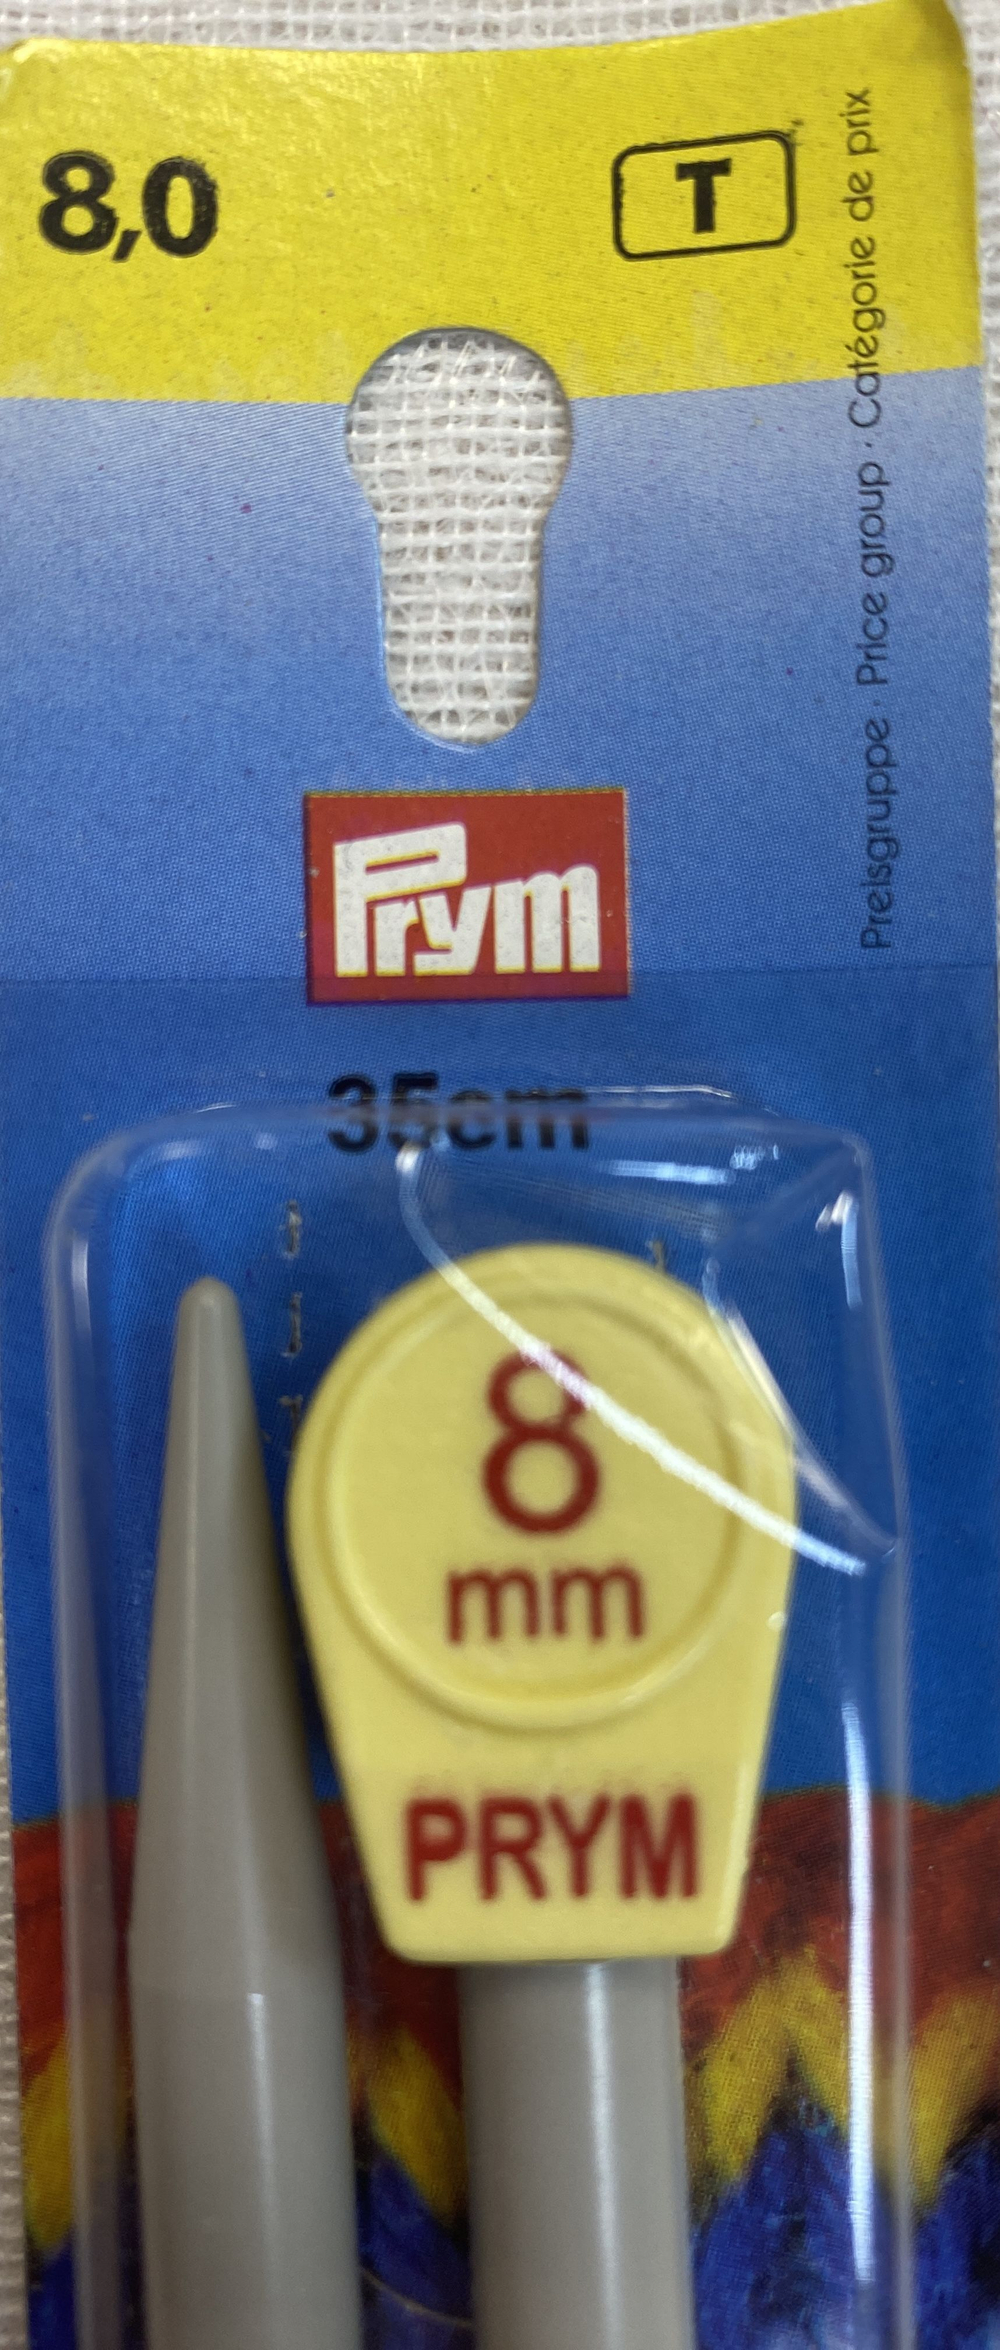 8,0
T
Preisgruppe · Price group · Catégorie de prix
Prym
35cm
8
mm
PRYM